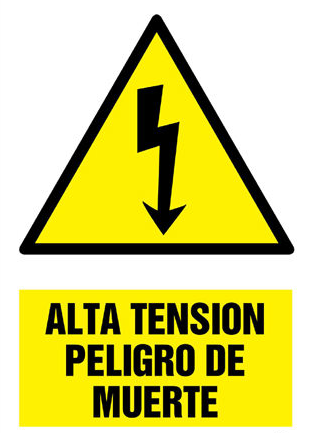 ALTA TENSION
PELIGRO DE
MUERTE